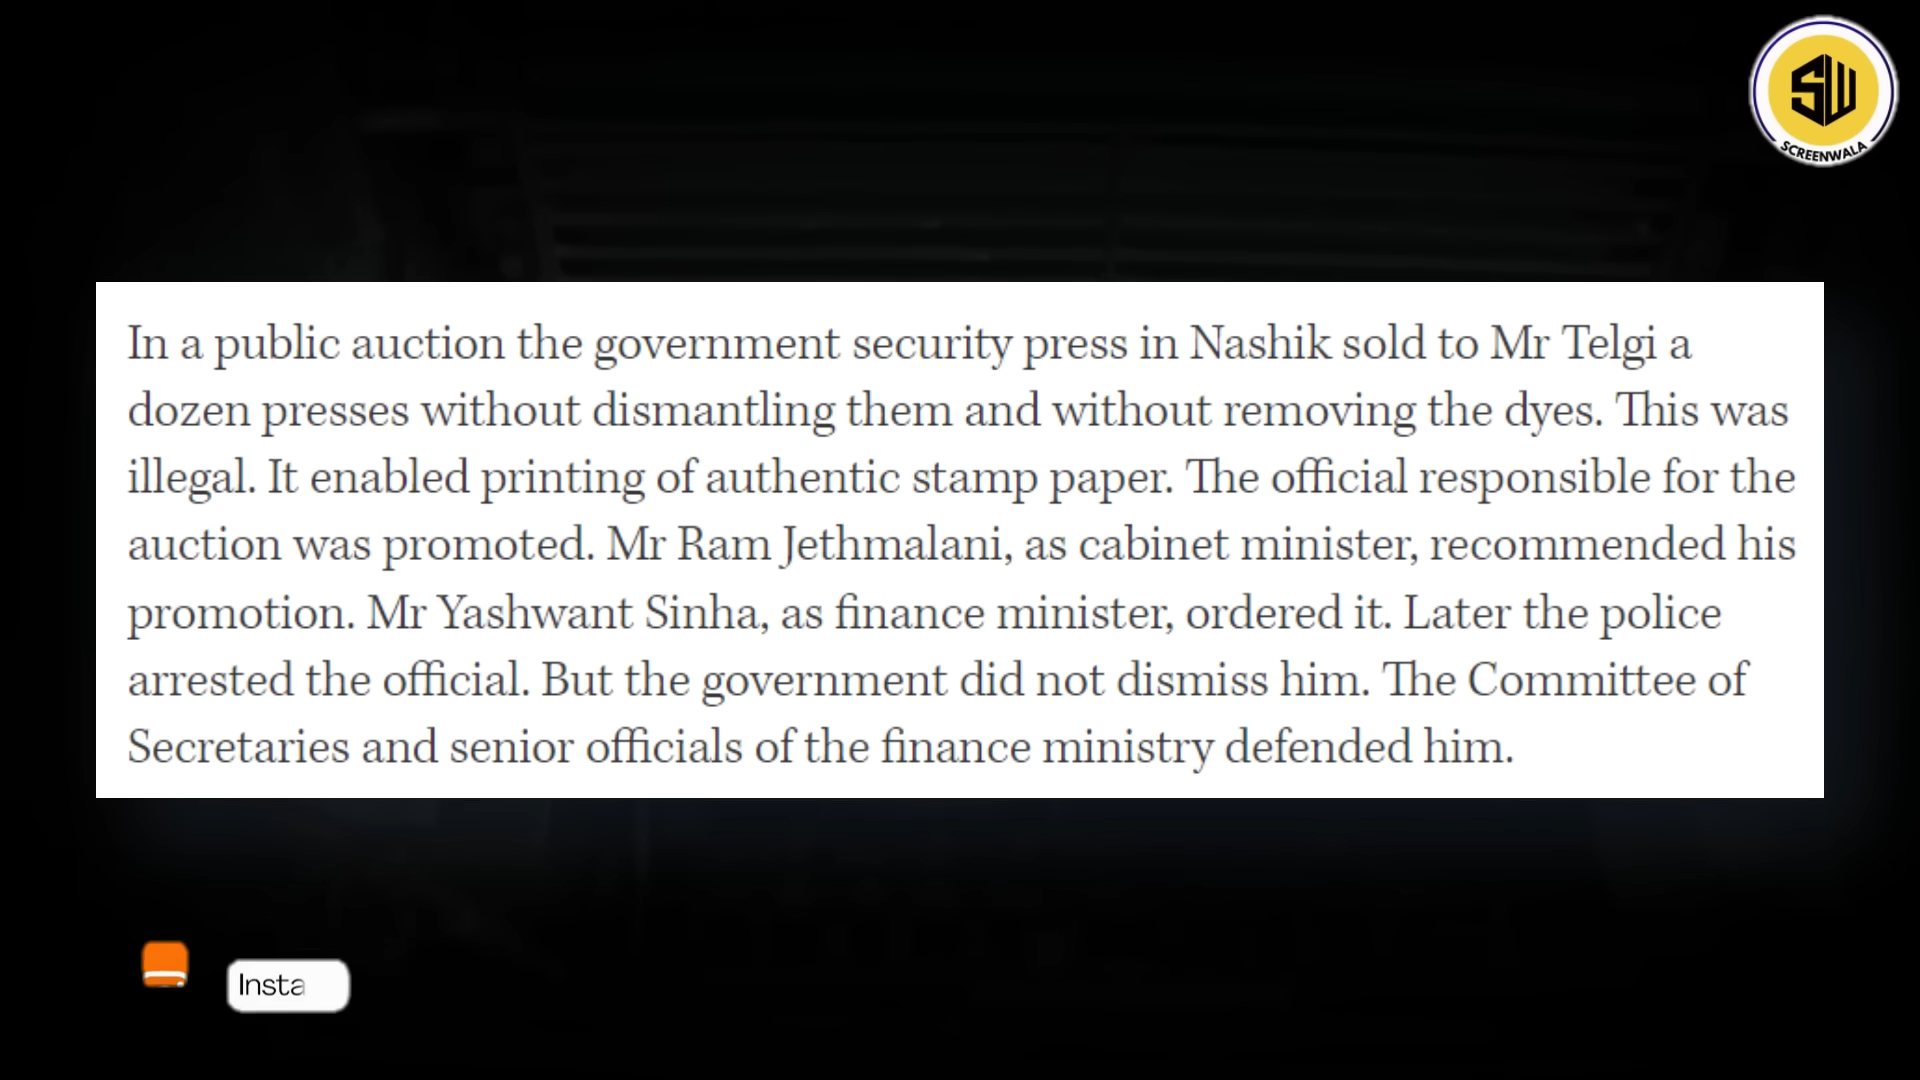 SW
SCREENWALA
In a public auction the government security press in Nashik sold to Mr Telgi a
dozen presses without dismantling them and without removing the dyes. This was
illegal. It enabled printing of authentic stamp paper. The official responsible for the
auction was promoted. Mr Ram Jethmalani, as cabinet minister, recommended his
promotion. Mr Yashwant Sinha, as finance minister, ordered it. Later the police
arrested the official. But the government did not dismiss him. The Committee of
Secretaries and senior officials of the finance ministry defended him.
Insta